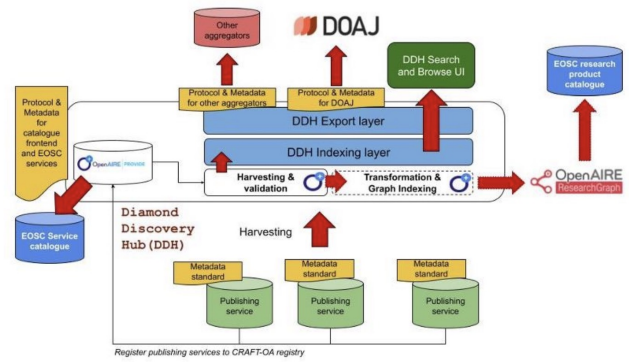 Other
aggregators
DOAJ
DDH Search
and Browse UI
EOSC research
product
catalogue
Protocol &
Metadata
for
catalogue
frontend
and EOSC
services
Protocol & Metadata
for other aggregators
Protocol & Metadata
for DOAJ
DDH Export layer
DDH Indexing layer
OpenAIRE PROVIDE
Harvesting &
validation
Transformation &
Graph Indexing
OpenAIRE
ResearchGraph
EOSC Service
catalogue
Diamond
Discovery
Hub(DDH)
Harvesting
Metadata
standard
Publishing
service
Metadata
standard
Publishing
service
Metadata
standard
Publishing
service
Register publishing services to CRAFT-OA registry